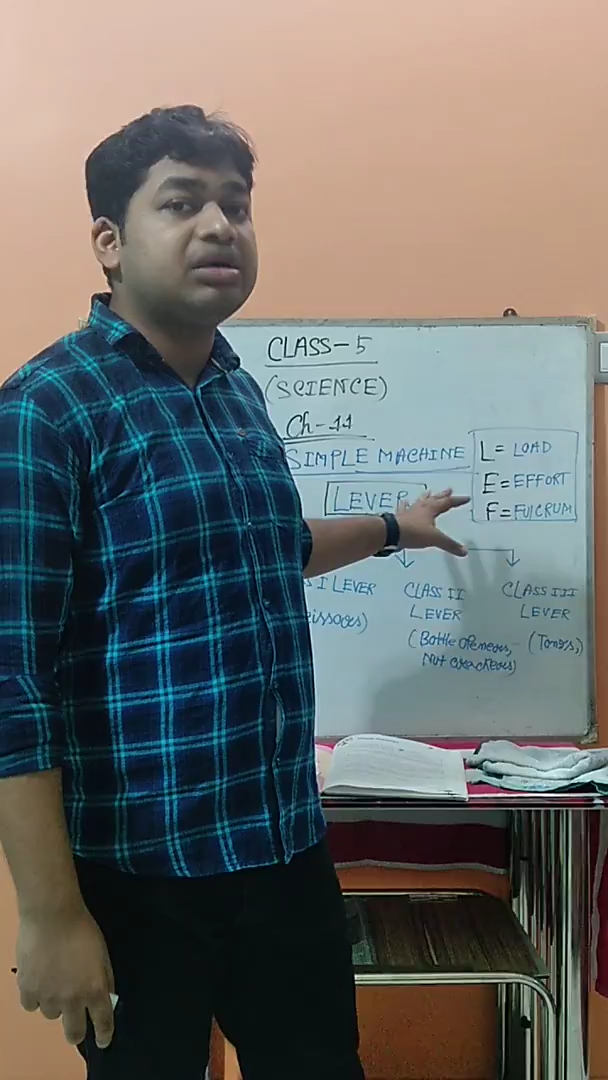 CLASS-5
(SCIENCE)
Ch-11
SIMPLE MACHINE
L = LOAD
E = EFFORT
F = FULCRUM
LEVER
S I LEVER
CLASS II
LEVER
CLASS III
LEVER
issors)
(Bottle openers,
Nut crackers)
(Tongs,)